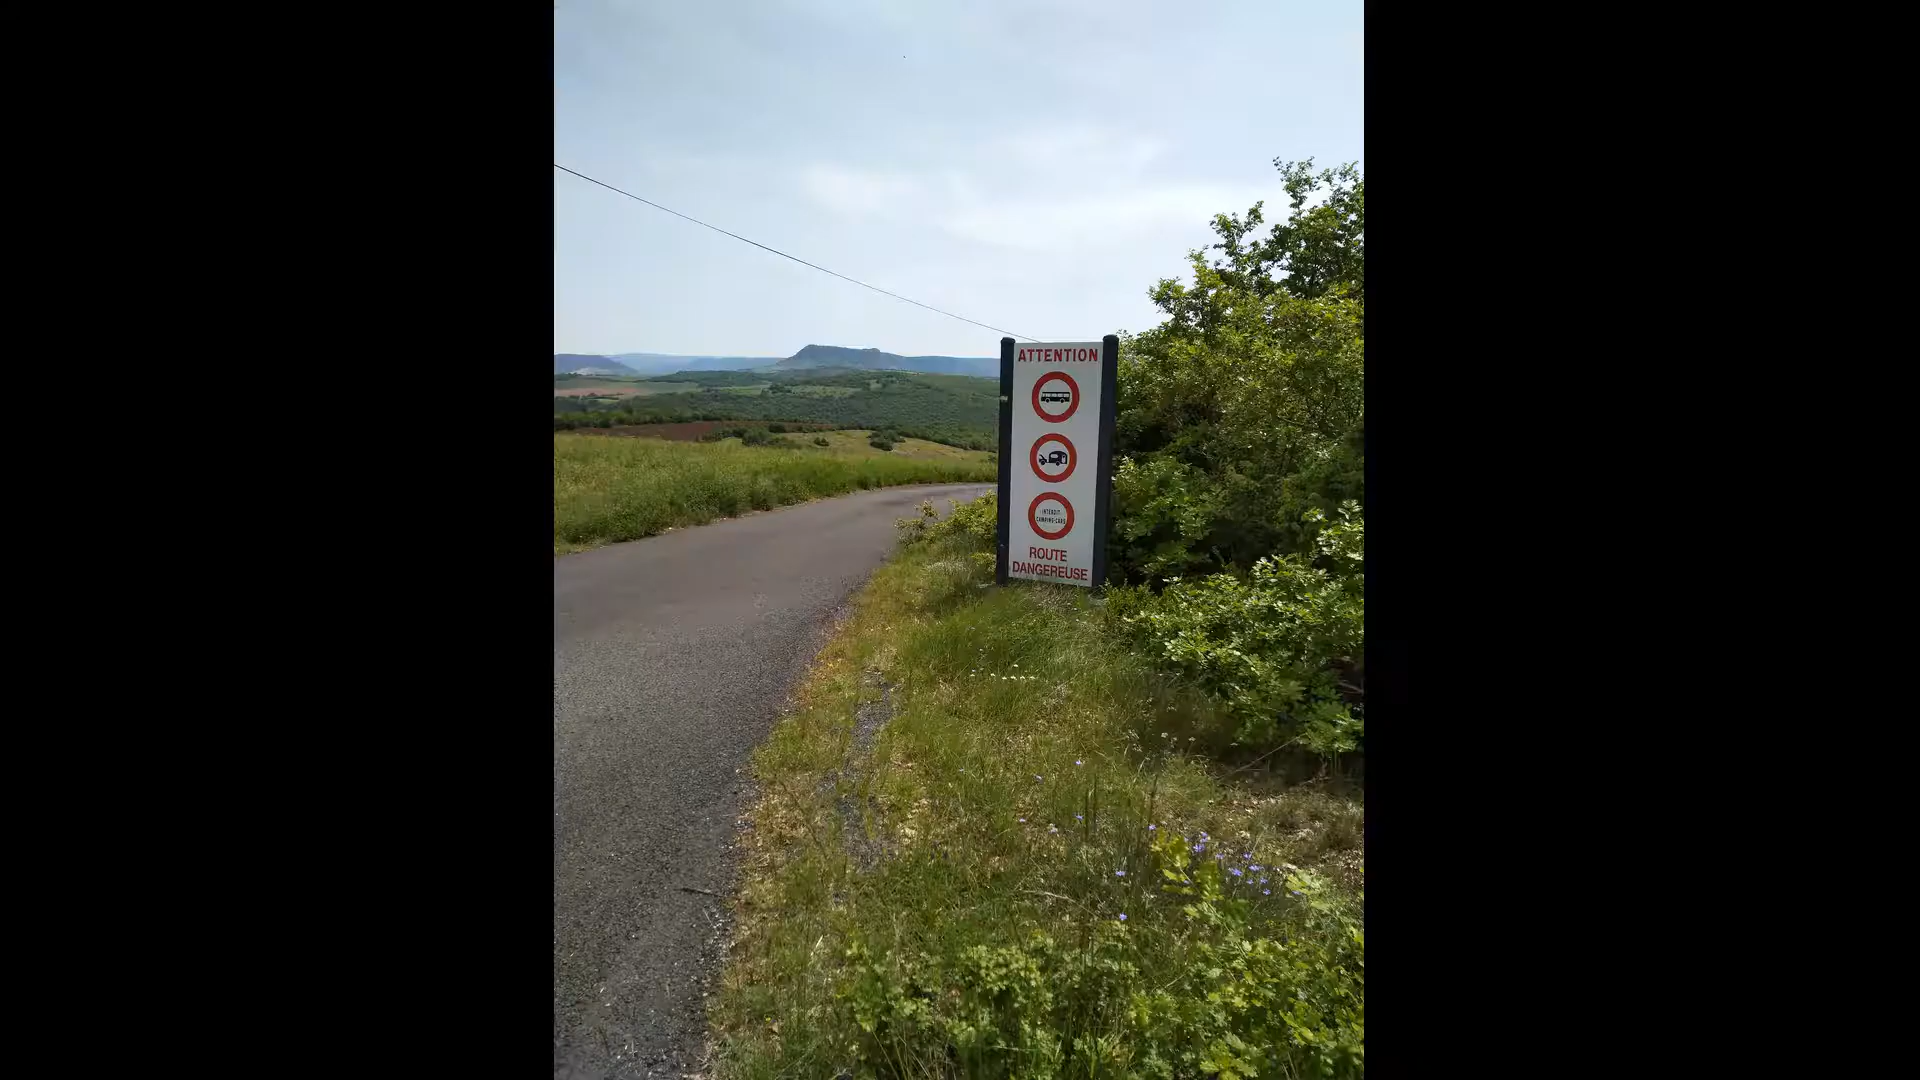 ATTENTION
INTERDIT
CAMPING-CARS
ROUTE
DANGEREUSE